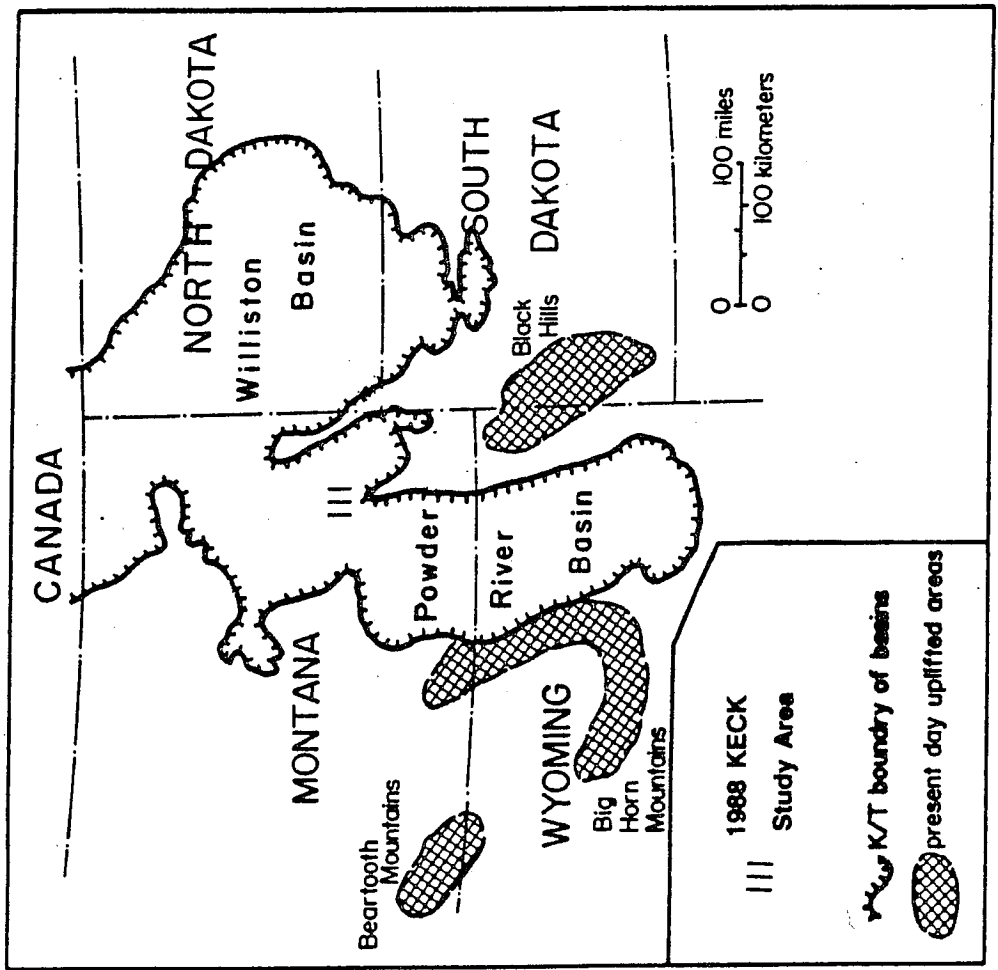 CANADA
MONTANA
NORTH DAKOTA
Williston
Basin
SOUTH
DAKOTA
Black
Hills
Powder
River
Basin
WYOMING
Big
Horn
Mountains
Beartooth
Mountains
0 100 miles
0 100 kilometers
1988 KECK
Study Area
K/T boundry of basins
present day uplifted areas